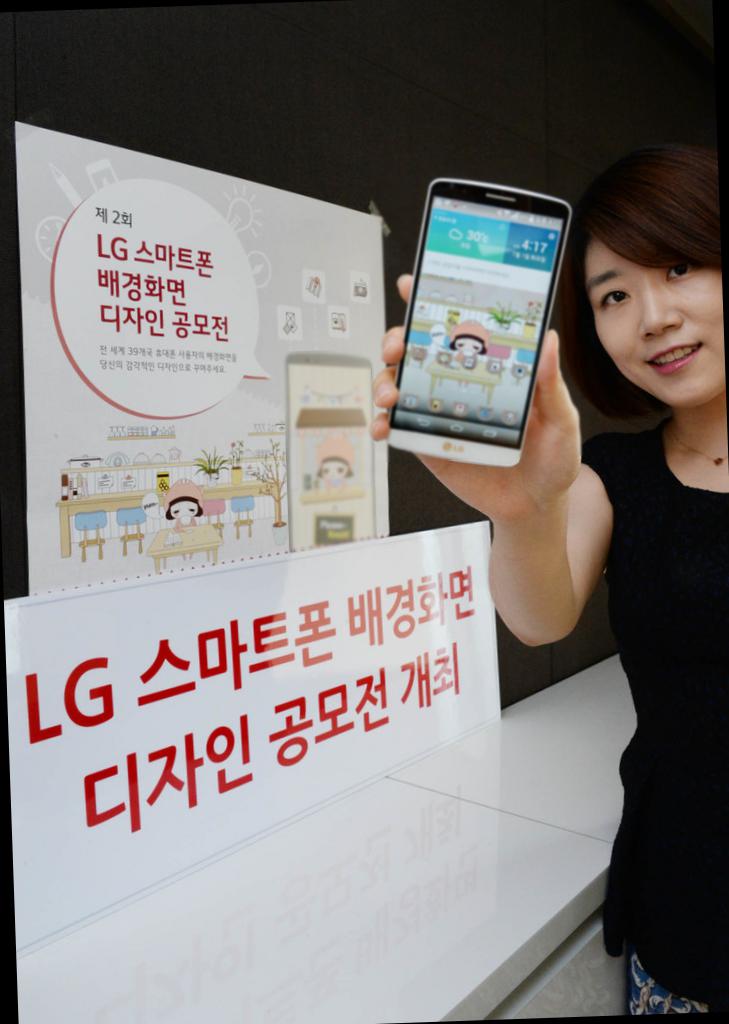 제 2회
LG 스마트폰
배경화면
디자인 공모전
전 세계 39개국 휴대폰 사용자의 배경화면을
당신의 감각적인 디자인으로 꾸며주세요.
30°c
4:17
LG
LG 스마트폰 배경화면
디자인 공모전 개최